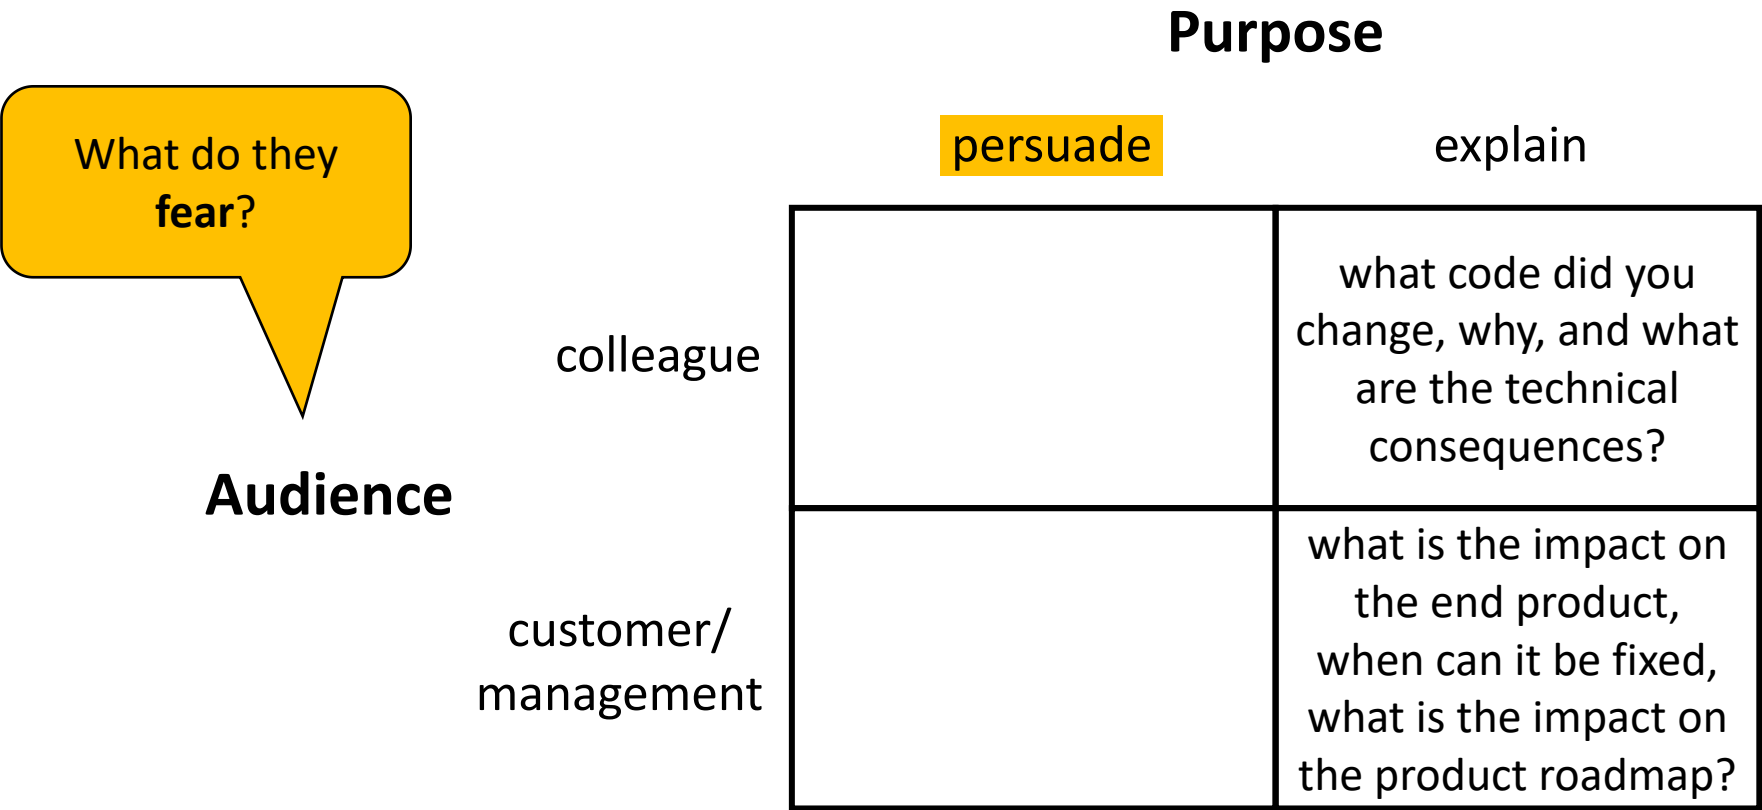 Purpose
What do they
fear?
persuade
explain
colleague
what code did you
change, why, and what
are the technical
consequences?
Audience
customer/
management
what is the impact on
the end product,
when can it be fixed,
what is the impact on
the product roadmap?